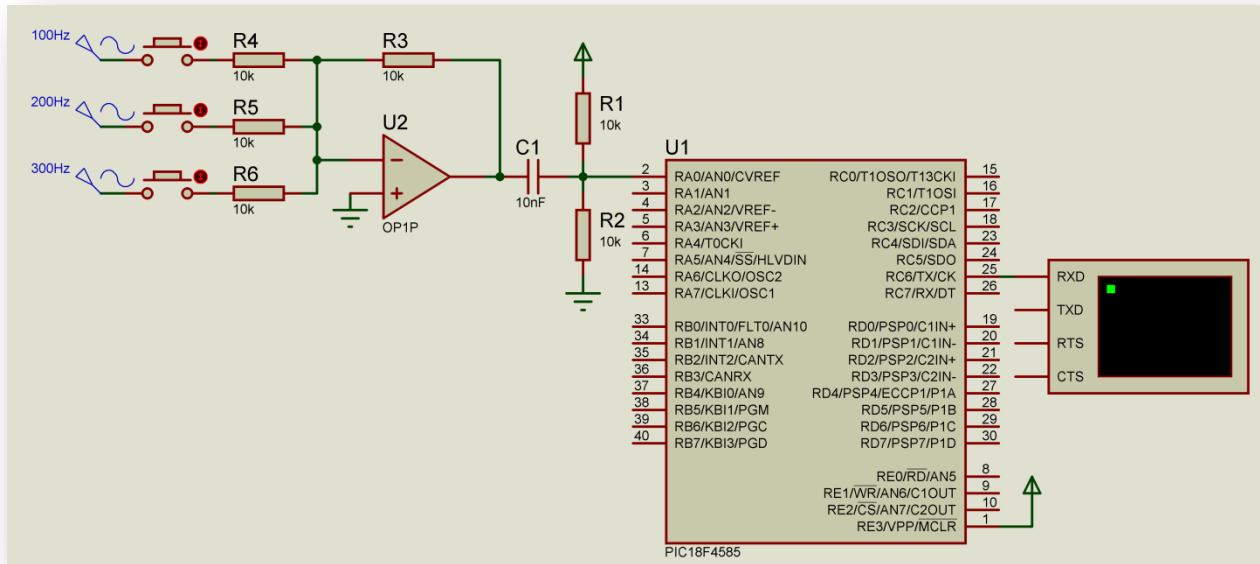 100Hz
R4
10k
R3
10k
200Hz
R5
10k
300Hz
R6
10k
U2
OP1P
C1
10nF
R1
10k
R2
10k
U1
2 RA0/AN0/CVREF
3 RA1/AN1
4 RA2/AN2/VREF-
5 RA3/AN3/VREF+
6 RA4/T0CKI
7 RA5/AN4/SS/HLVDIN
14 RA6/CLKO/OSC2
13 RA7/CLKI/OSC1
33 RB0/INT0/FLT0/AN10
34 RB1/INT1/AN8
35 RB2/INT2/CANTX
36 RB3/CANRX
37 RB4/KBI0/AN9
38 RB5/KBI1/PGM
39 RB6/KBI2/PGC
40 RB7/KBI3/PGD
RC0/T1OSO/T13CKI 15
RC1/T1OSI 16
RC2/CCP1 17
RC3/SCK/SCL 18
RC4/SDI/SDA 23
RC5/SDO 24
RC6/TX/CK 25
RC7/RX/DT 26
RD0/PSP0/C1IN+ 19
RD1/PSP1/C1IN- 20
RD2/PSP2/C2IN+ 21
RD3/PSP3/C2IN- 22
RD4/PSP4/ECCP1/P1A 27
RD5/PSP5/P1B 28
RD6/PSP6/P1C 29
RD7/PSP7/P1D 30
RE0/RD/AN5 8
RE1/WR/AN6/C1OUT 9
RE2/CS/AN7/C2OUT 10
RE3/VPP/MCLR 1
PIC18F4585
RXD
TXD
RTS
CTS